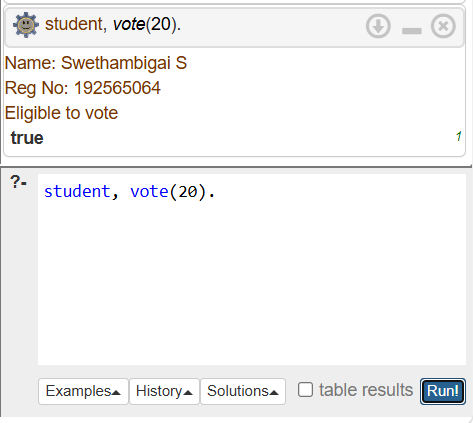 student, vote(20).
Name: Swethambigai S
Reg No: 192565064
Eligible to vote
true
1
?-
student, vote(20).
Examples▲ History▲ Solutions▲ table results Run!